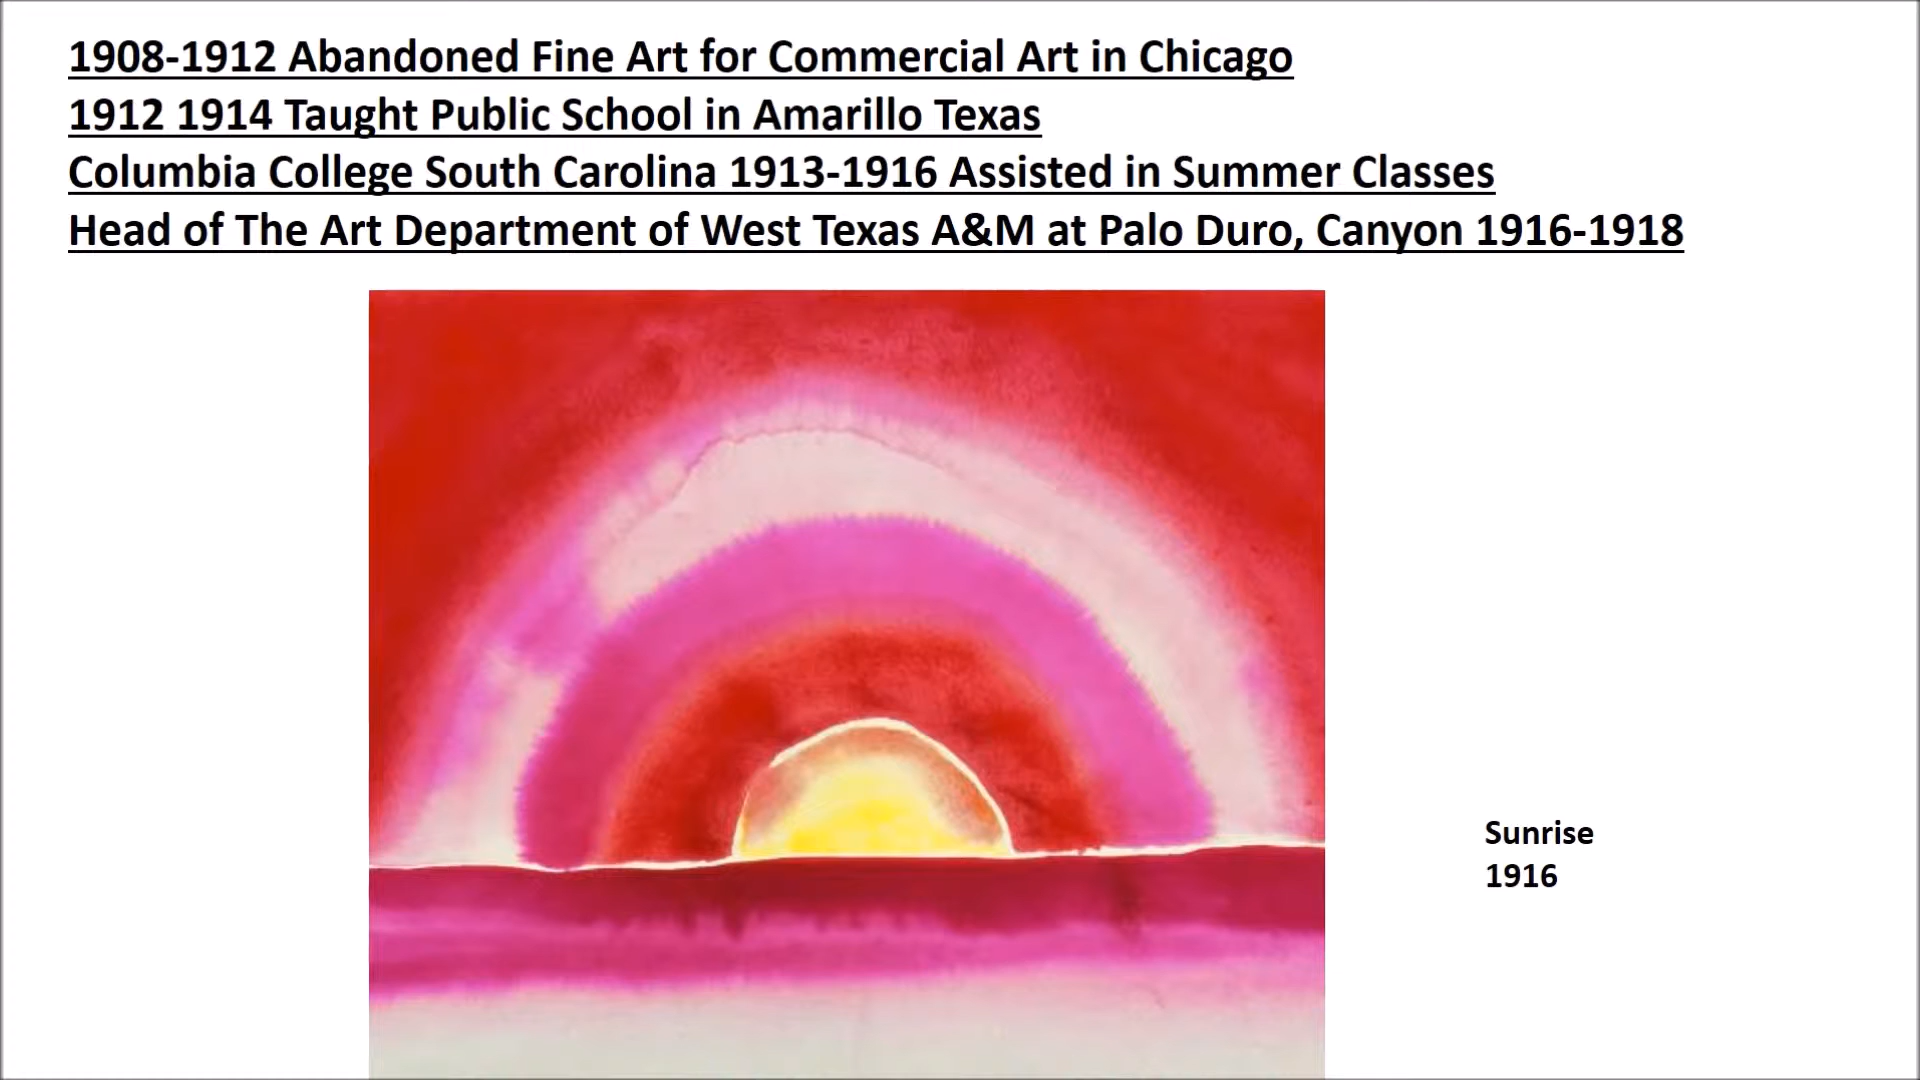 1908-1912 Abandoned Fine Art for Commercial Art in Chicago
1912 1914 Taught Public School in Amarillo Texas
Columbia College South Carolina 1913-1916 Assisted in Summer Classes
Head of The Art Department of West Texas A&M at Palo Duro, Canyon 1916-1918
Sunrise
1916